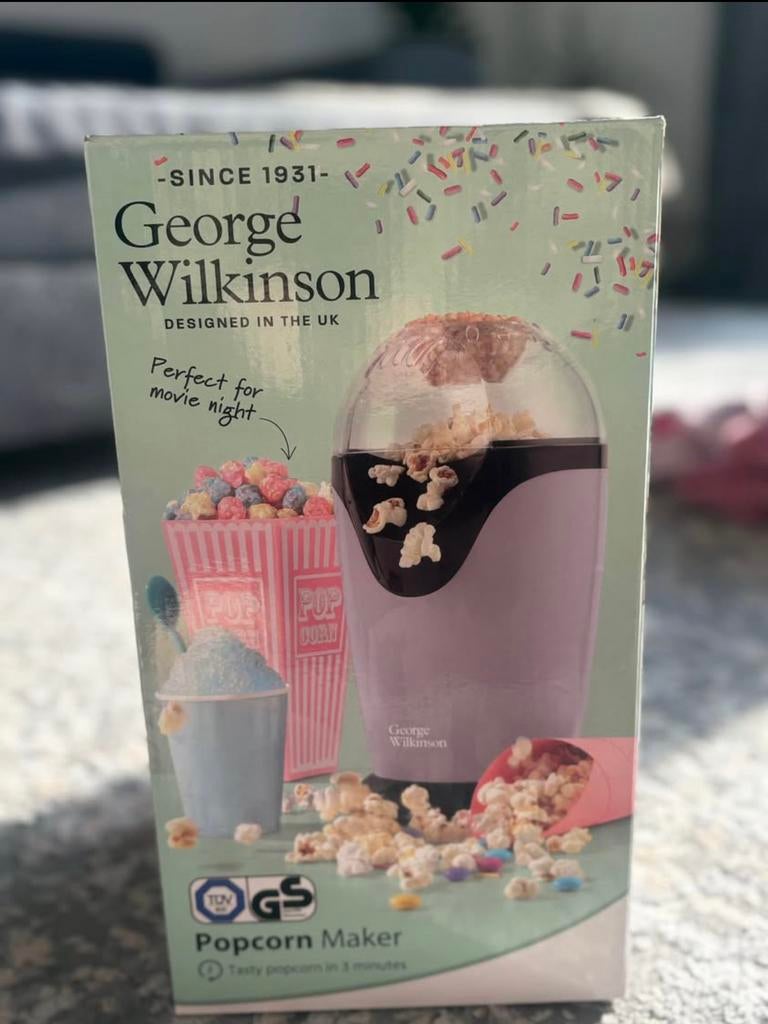 -SINCE 1931-
George
Wilkinson
DESIGNED IN THE UK
Perfect for
movie night
POP
POP
CORN
George
Wilkinson
TÜV
GS
Popcorn Maker
Tasty popcorn in 3 minutes